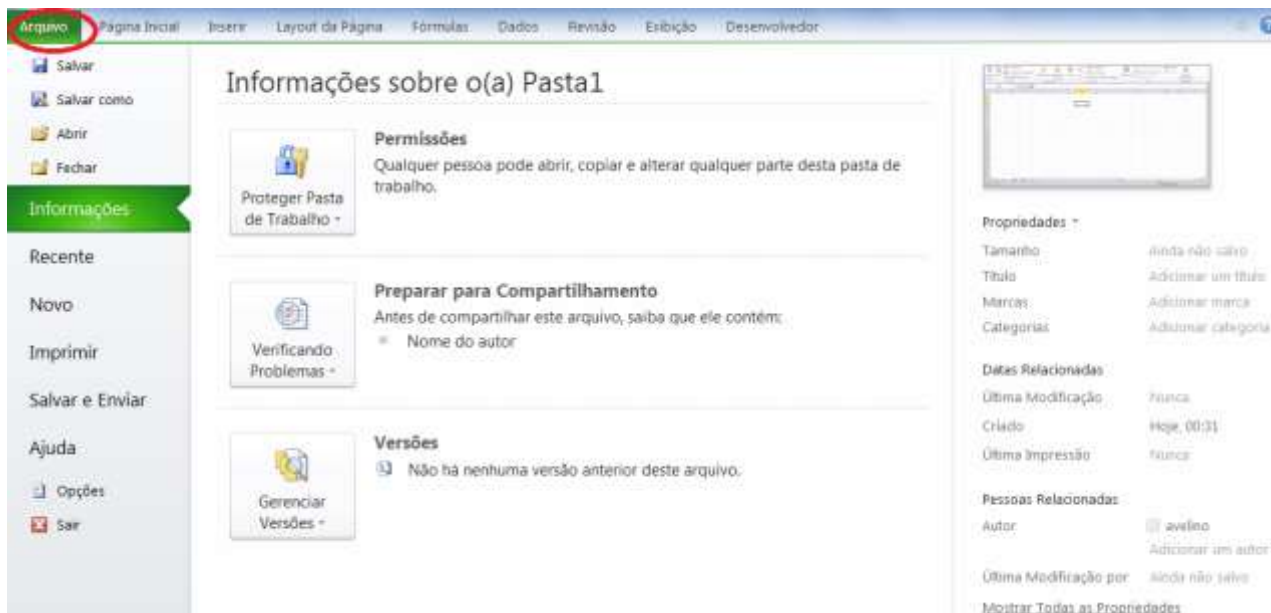 Arquivo Página Inicial Inserir Layout da Página Fórmulas Dados Revisão Exibição Desenvolvedor
Salvar
Salvar como
Abrir
Fechar
Informações
Recente
Novo
Imprimir
Salvar e Enviar
Ajuda
Opções
Sair
Informações sobre o(a) Pasta1
Proteger Pasta
de Trabalho
Permissões
Qualquer pessoa pode abrir, copiar e alterar qualquer parte desta pasta de
trabalho.
Verificando
Problemas
Preparar para Compartilhamento
Antes de compartilhar este arquivo, saiba que ele contém:
Nome do autor
Gerenciar
Versões
Versões
Não há nenhuma versão anterior deste arquivo.
Propriedades
Tamanho Ainda não salvo
Título Adicionar um título
Marcas Adicionar marca
Categorias Adicionar categoria
Datas Relacionadas
Última Modificação Nunca
Criado Hoje, 00:31
Última Impressão Nunca
Pessoas Relacionadas
Autor avelino
Adicionar um autor
Última Modificação por Ainda não salvo
Mostrar Todas as Propriedades